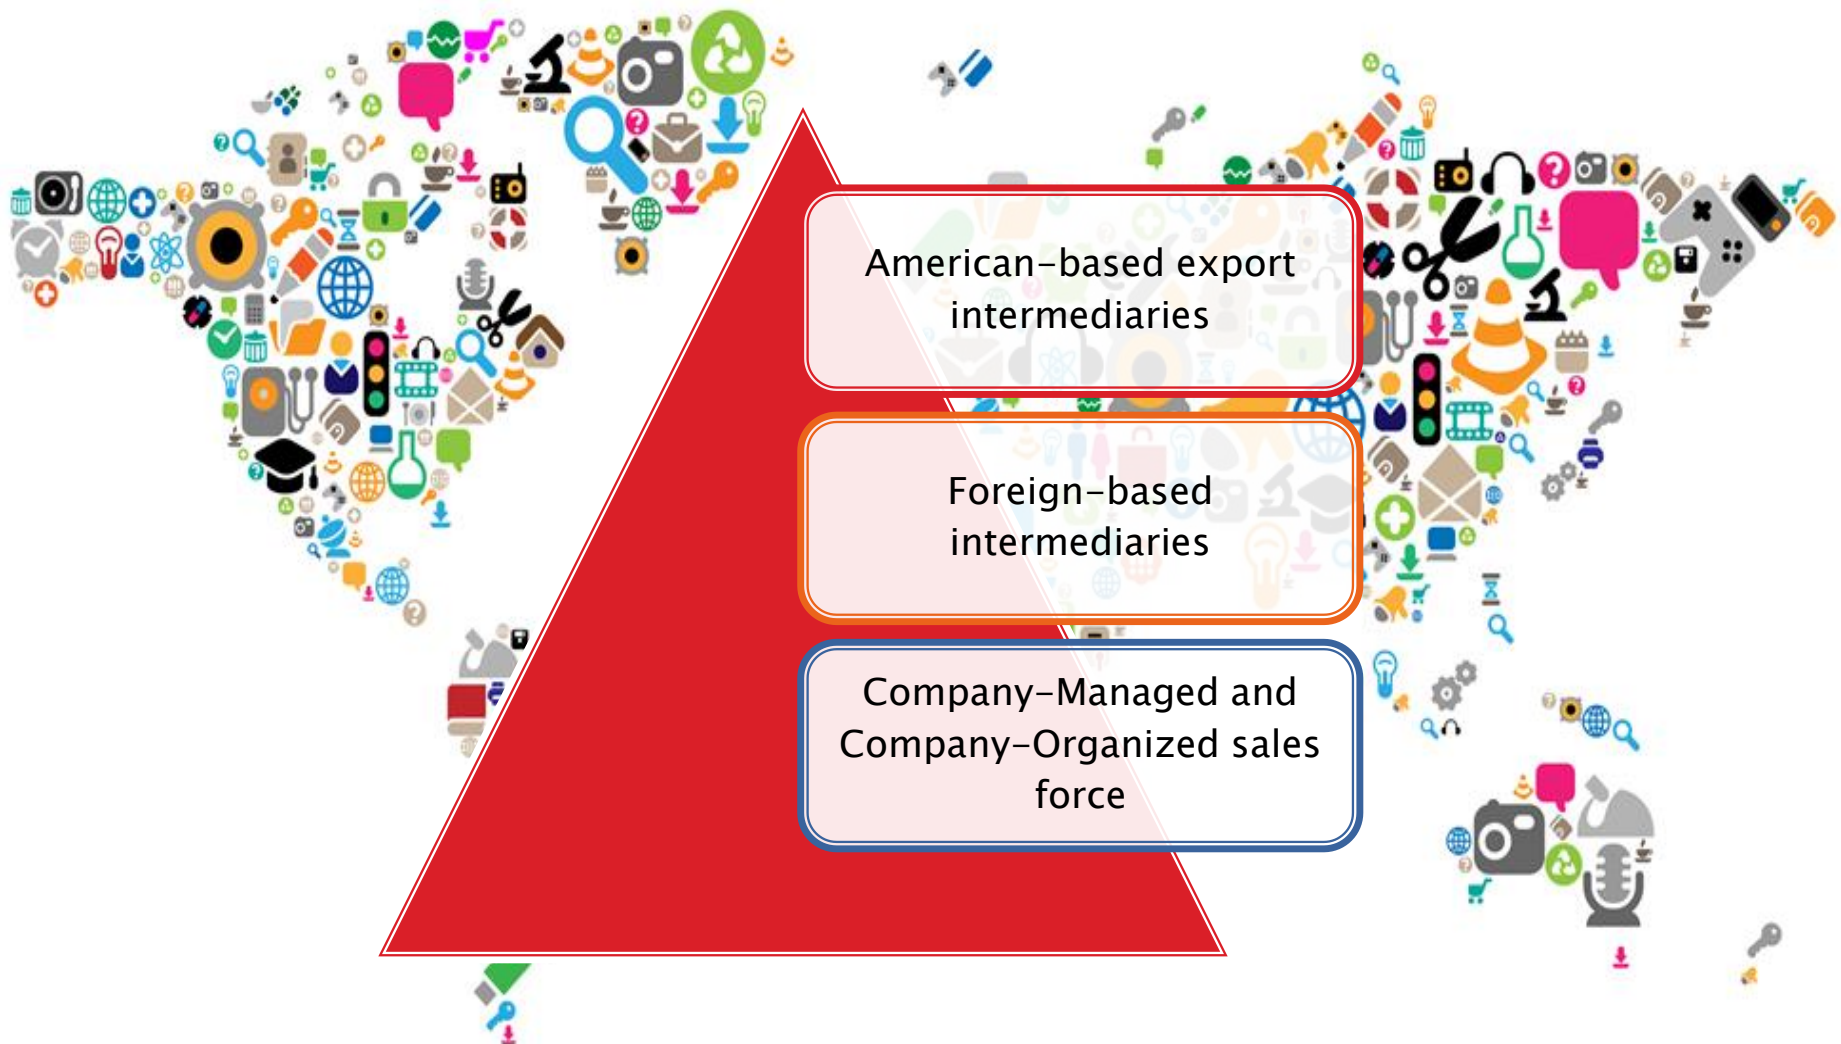 American-based export
intermediaries
Foreign-based
intermediaries
Company-Managed and
Company-Organized sales
force